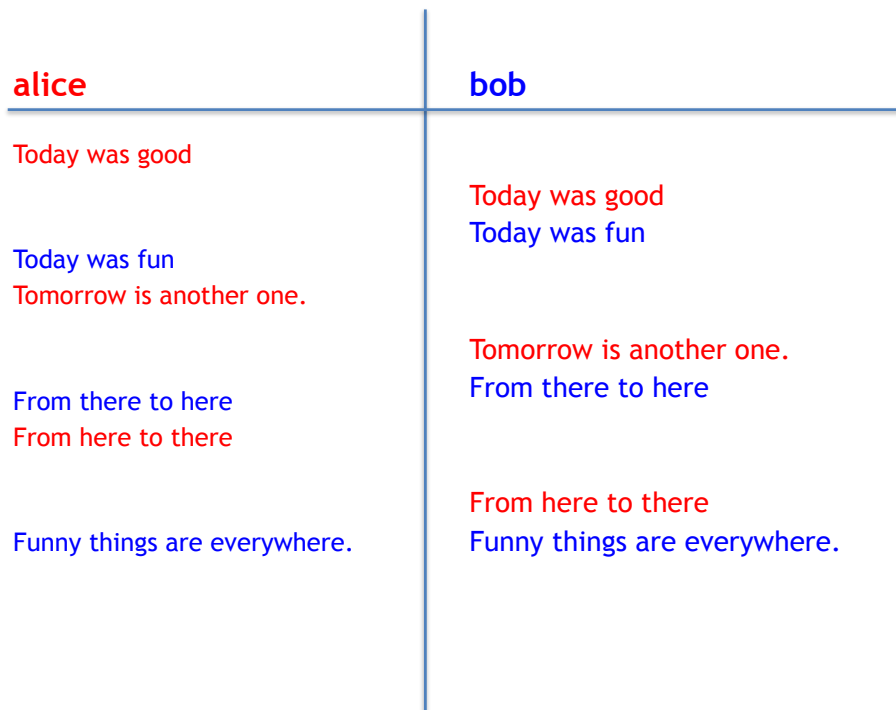 alice
Today was good
Today was fun
Tomorrow is another one.
From there to here
From here to there
Funny things are everywhere.
bob
Today was good
Today was fun
Tomorrow is another one.
From there to here
From here to there
Funny things are everywhere.